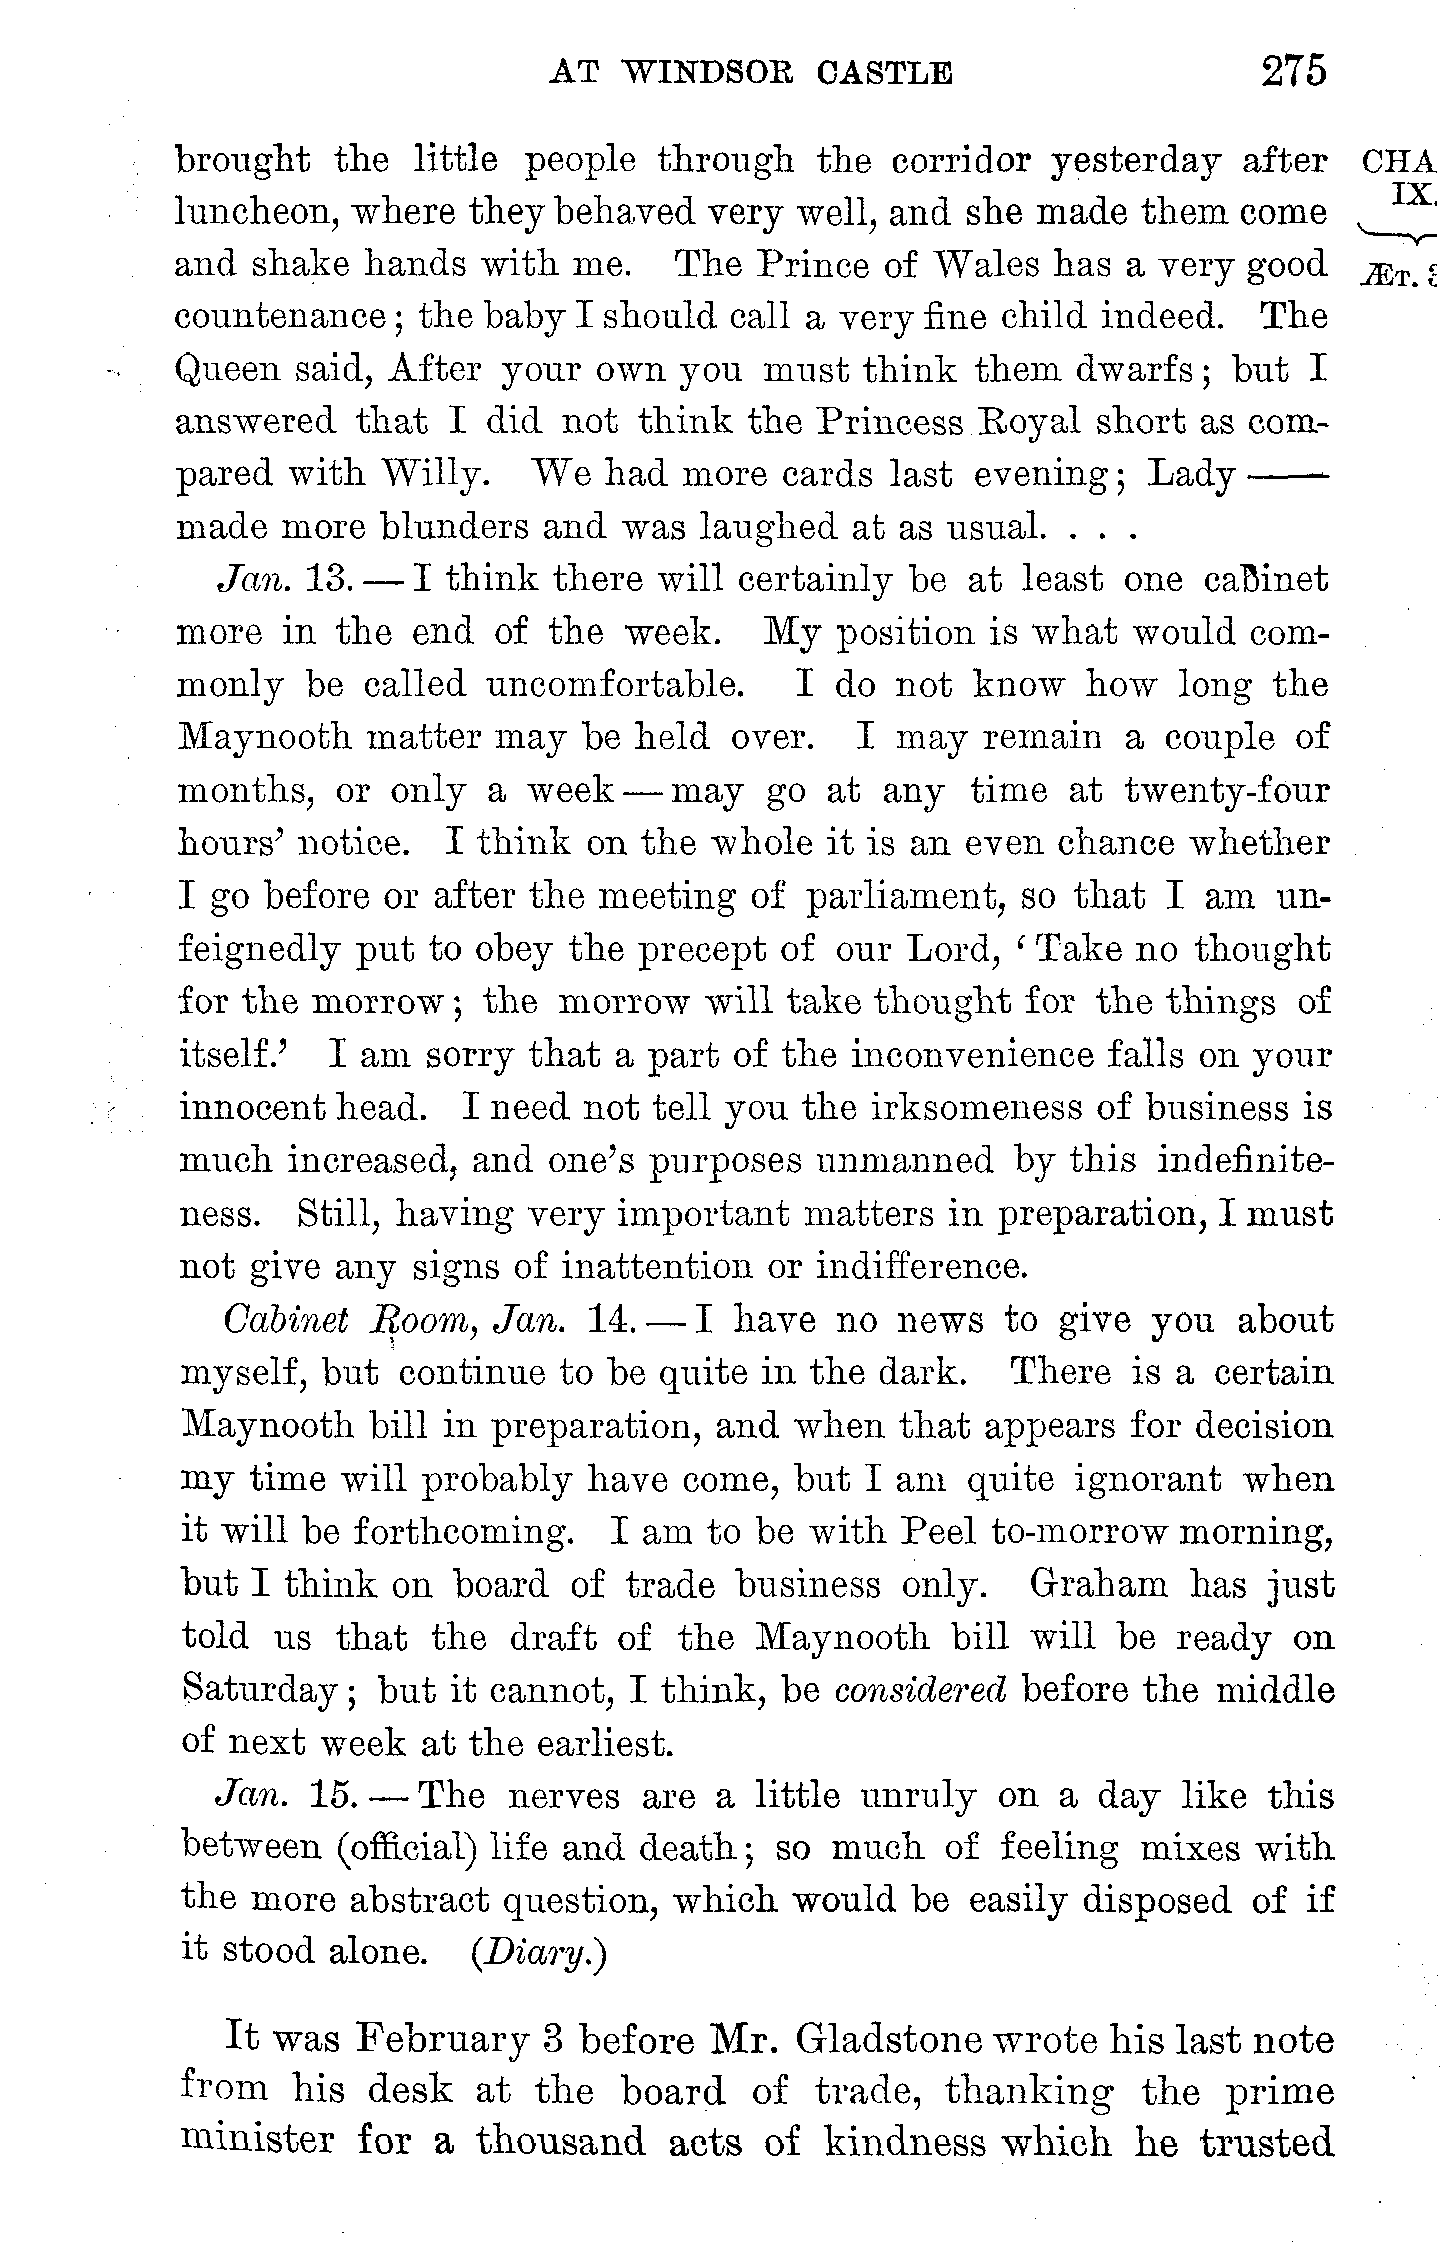 AT WINDSOR CASTLE 275
brought the little people through the corridor yesterday after
luncheon, where they behaved very well, and she made them come
and shake hands with me. The Prince of Wales has a very good
countenance; the baby I should call a very fine child indeed. The
Queen said, After your own you must think them dwarfs; but I
answered that I did not think the Princess Royal short as com-
pared with Willy. We had more cards last evening; Lady ——
made more blunders and was laughed at as usual. . . .
Jan. 13. — I think there will certainly be at least one cabinet
more in the end of the week. My position is what would com-
monly be called uncomfortable. I do not know how long the
Maynooth matter may be held over. I may remain a couple of
months, or only a week — may go at any time at twenty-four
hours’ notice. I think on the whole it is an even chance whether
I go before or after the meeting of parliament, so that I am un-
feignedly put to obey the precept of our Lord, ‘Take no thought
for the morrow; the morrow will take thought for the things of
itself.’ I am sorry that a part of the inconvenience falls on your
innocent head. I need not tell you the irksomeness of business is
much increased, and one’s purposes unmanned by this indefinite-
ness. Still, having very important matters in preparation, I must
not give any signs of inattention or indifference.
Cabinet Room, Jan. 14. — I have no news to give you about
myself, but continue to be quite in the dark. There is a certain
Maynooth bill in preparation, and when that appears for decision
my time will probably have come, but I am quite ignorant when
it will be forthcoming. I am to be with Peel to-morrow morning,
but I think on board of trade business only. Graham has just
told us that the draft of the Maynooth bill will be ready on
Saturday; but it cannot, I think, be considered before the middle
of next week at the earliest.
Jan. 15. — The nerves are a little unruly on a day like this
between (official) life and death; so much of feeling mixes with
the more abstract question, which would be easily disposed of if
it stood alone. (Diary.)
It was February 3 before Mr. Gladstone wrote his last note
from his desk at the board of trade, thanking the prime
minister for a thousand acts of kindness which he trusted
CHA
IX.
ÆT.